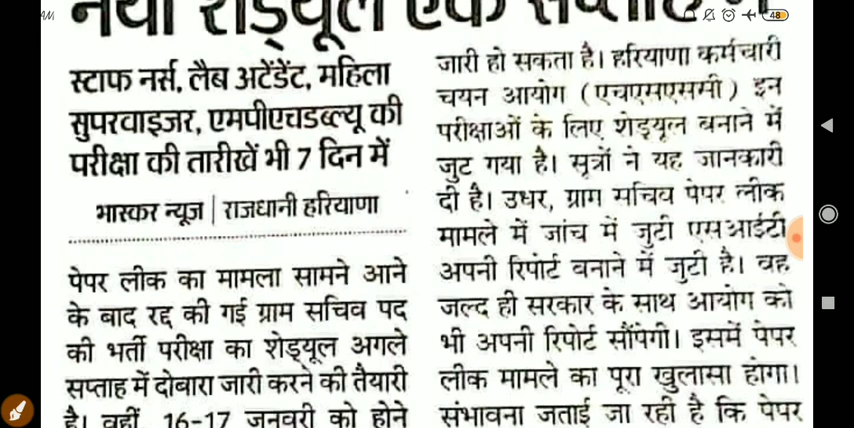 नया शेड्यूल एक सप्ताह में
48
स्टाफ नर्स, लैब अटेंडेंट, महिला
सुपरवाइजर, एमपीएचडब्ल्यू की
परीक्षा की तारीखें भी 7 दिन में
भास्कर न्यूज | राजधानी हरियाणा
पेपर लीक का मामला सामने आने
के बाद रद्द की गई ग्राम सचिव पद
की भर्ती परीक्षा का शेड्यूल अगले
सप्ताह में दोबारा जारी करने की तैयारी
है। वहीं, 16-17 जनवरी को होने
जारी हो सकता है। हरियाणा कर्मचारी
चयन आयोग (एचएसएससी) इन
परीक्षाओं के लिए शेड्यूल बनाने में
जुट गया है। सूत्रों ने यह जानकारी
दी है। उधर, ग्राम सचिव पेपर लीक
मामले में जांच में जुटी एसआईटी
अपनी रिपोर्ट बनाने में जुटी है। वह
जल्द ही सरकार के साथ आयोग को
भी अपनी रिपोर्ट सौंपेगी। इसमें पेपर
लीक मामले का पूरा खुलासा होगा।
संभावना जताई जा रही है कि पेपर